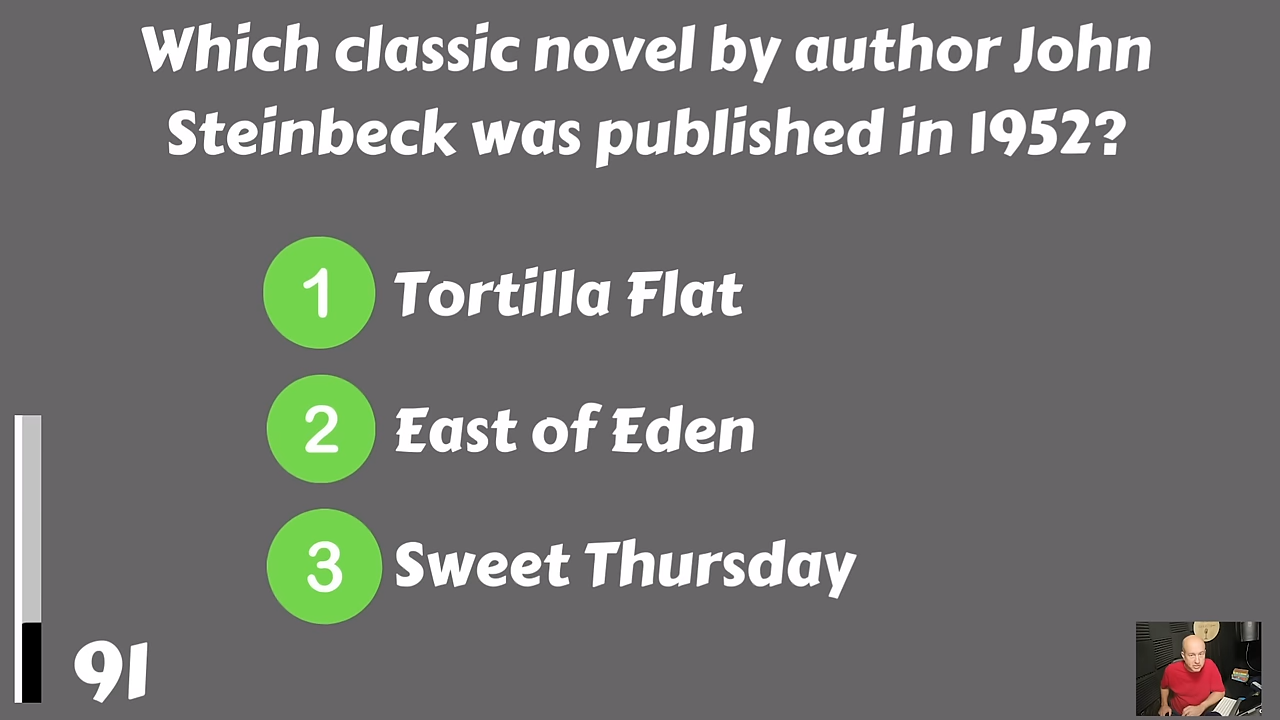 Which classic novel by author John
Steinbeck was published in 1952?
1 Tortilla Flat
2 East of Eden
3 Sweet Thursday
91